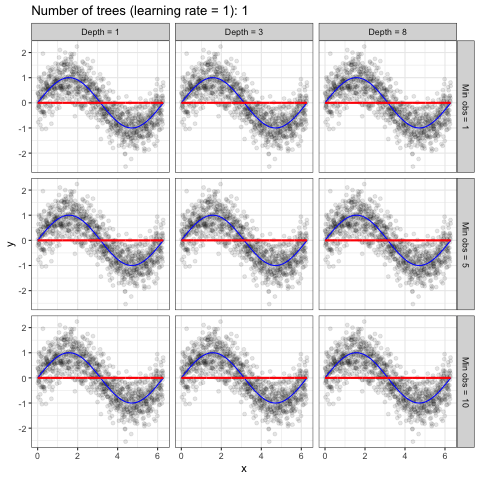 Number of trees (learning rate = 1): 1
Depth = 1 Depth = 3 Depth = 8
2
1
0
-1
-2
Min obs = 1
2
1
0
-1
-2
Min obs = 5
y
2
1
0
-1
-2
Min obs = 10
0 2 4 6 0 2 4 6 0 2 4 6
x